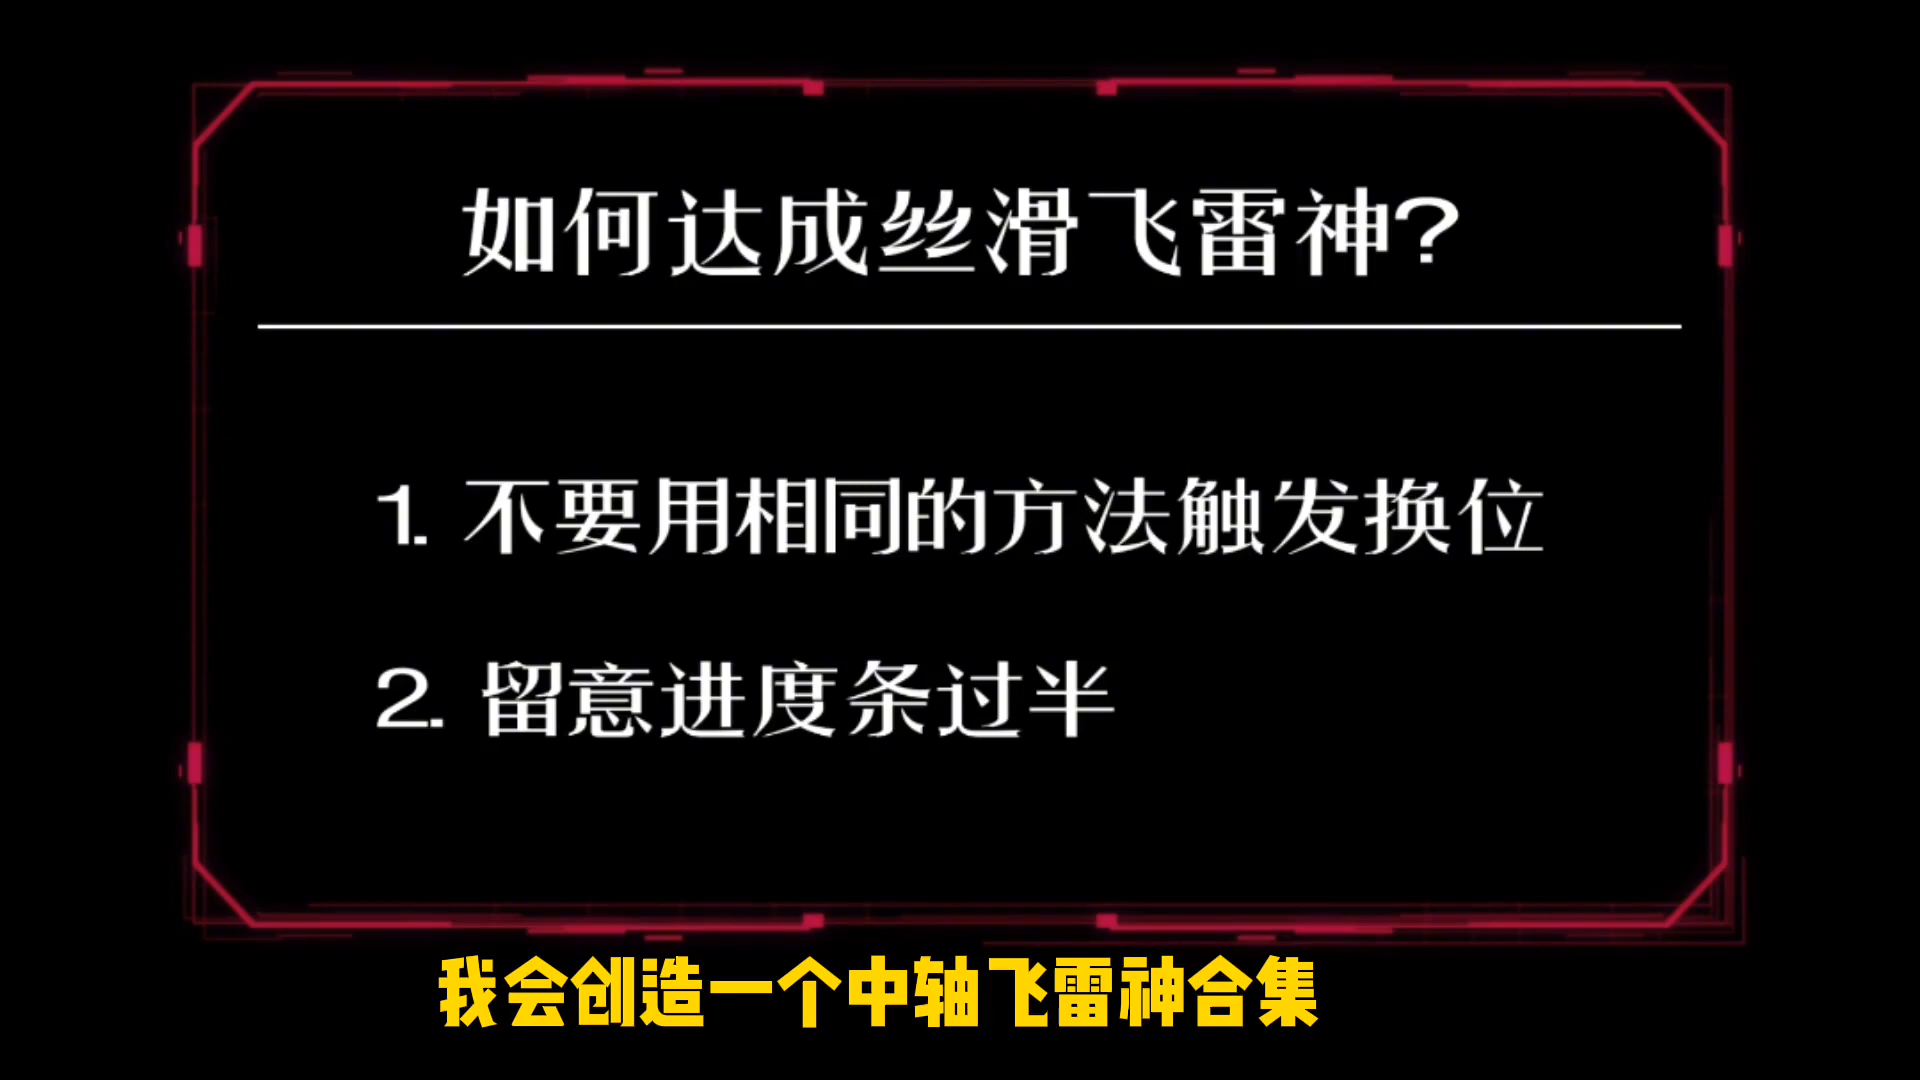 如何达成丝滑飞雷神?
1. 不要用相同的方法触发换位
2. 留意进度条过半
我会创造一个中轴飞雷神合集